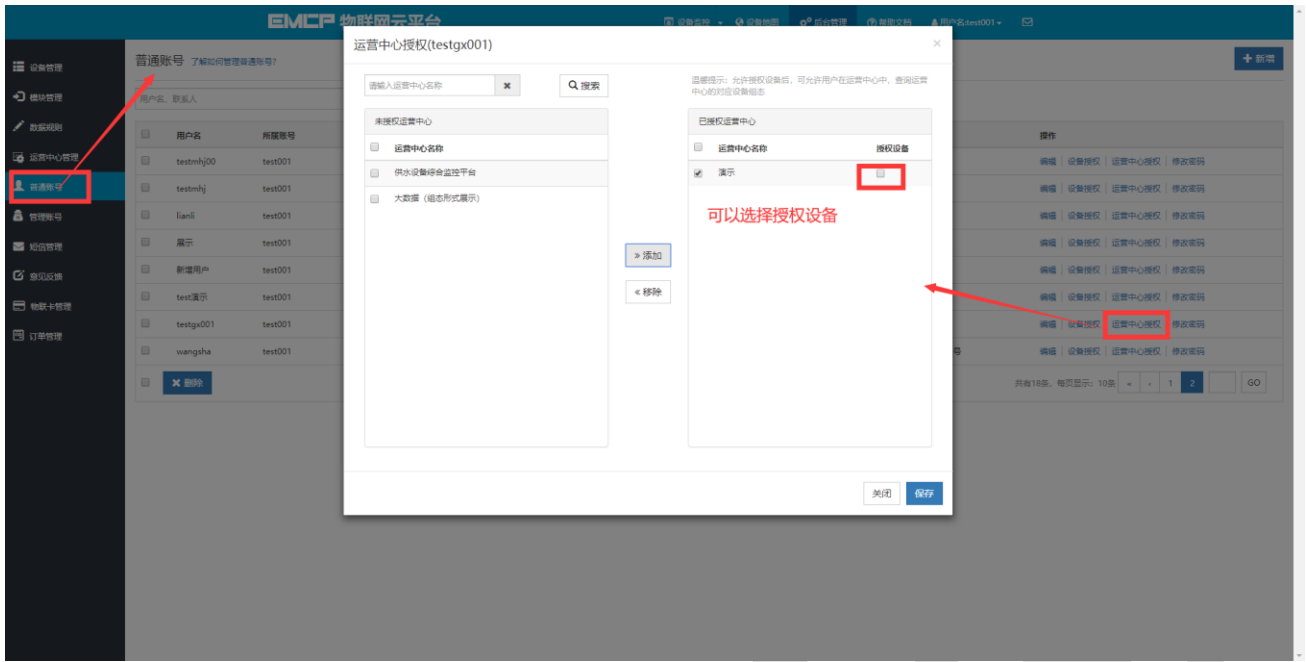 EMCP 物联网云平台
设备监控 设备地图 后台管理 帮助文档 用户名:test001
设备管理
模块管理
数据规则
运营中心管理
普通账号
管理账号
短信管理
意见反馈
物联卡管理
订单管理
普通账号 了解如何管理普通账号?
新增
用户名、联系人
用户名 所属账号 操作
testmhj00 test001 编辑 设备授权 运营中心授权 修改密码
testmhj test001 编辑 设备授权 运营中心授权 修改密码
lianli test001 编辑 设备授权 运营中心授权 修改密码
展示 test001 编辑 设备授权 运营中心授权 修改密码
新增用户 test001 编辑 设备授权 运营中心授权 修改密码
test演示 test001 编辑 设备授权 运营中心授权 修改密码
testgx001 test001 编辑 设备授权 运营中心授权 修改密码
wangsha test001 号 编辑 设备授权 运营中心授权 修改密码
删除
共有18条, 每页显示: 10条 « ‹ 1 2 GO
运营中心授权(testgx001) ×
请输入运营中心名称 搜索
温馨提示: 允许授权设备后, 可允许用户在运营中心中, 查阅运营
中心的对应设备组态
未授权运营中心
运营中心名称
供水设备综合监控平台
大数据 (组态形式展示)
» 添加
« 移除
已授权运营中心
运营中心名称 授权设备
演示
可以选择授权设备
关闭 保存